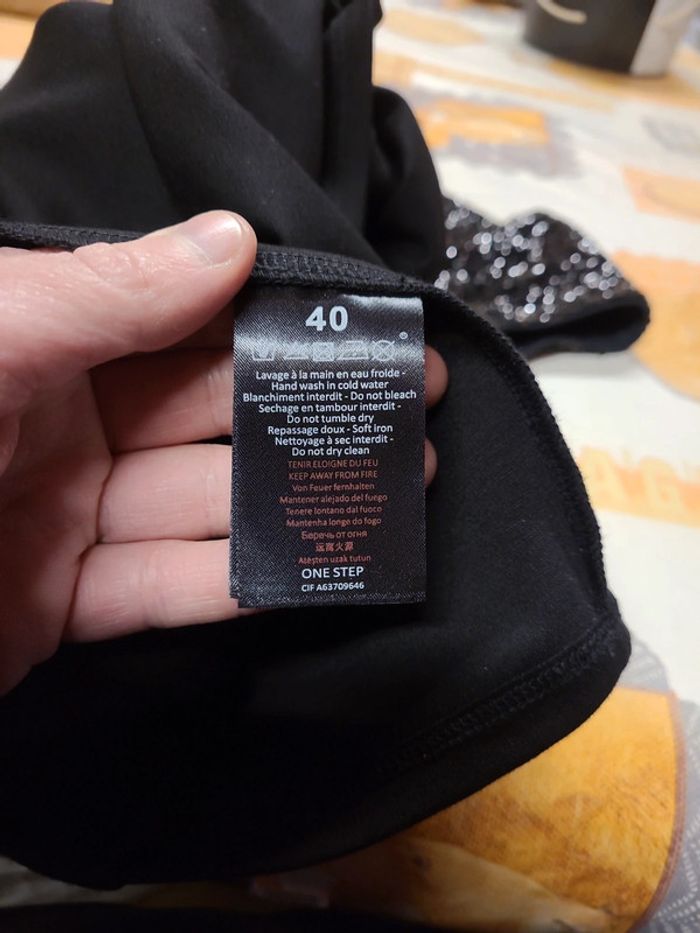 40
Lavage à la main en eau froide -
Hand wash in cold water
Blanchiment interdit - Do not bleach
Sechage en tambour interdit -
Do not tumble dry
Repassage doux - Soft iron
Nettoyage à sec interdit -
Do not dry clean
TENIR ELOIGNE DU FEU
KEEP AWAY FROM FIRE
Von Feuer fernhalten
Mantener alejado del fuego
Tenere lontano dal fuoco
Mantenha longe do fogo
Беречь от огня
远离火源
Ateşten uzak tutun
ONE STEP
CIF A63709646